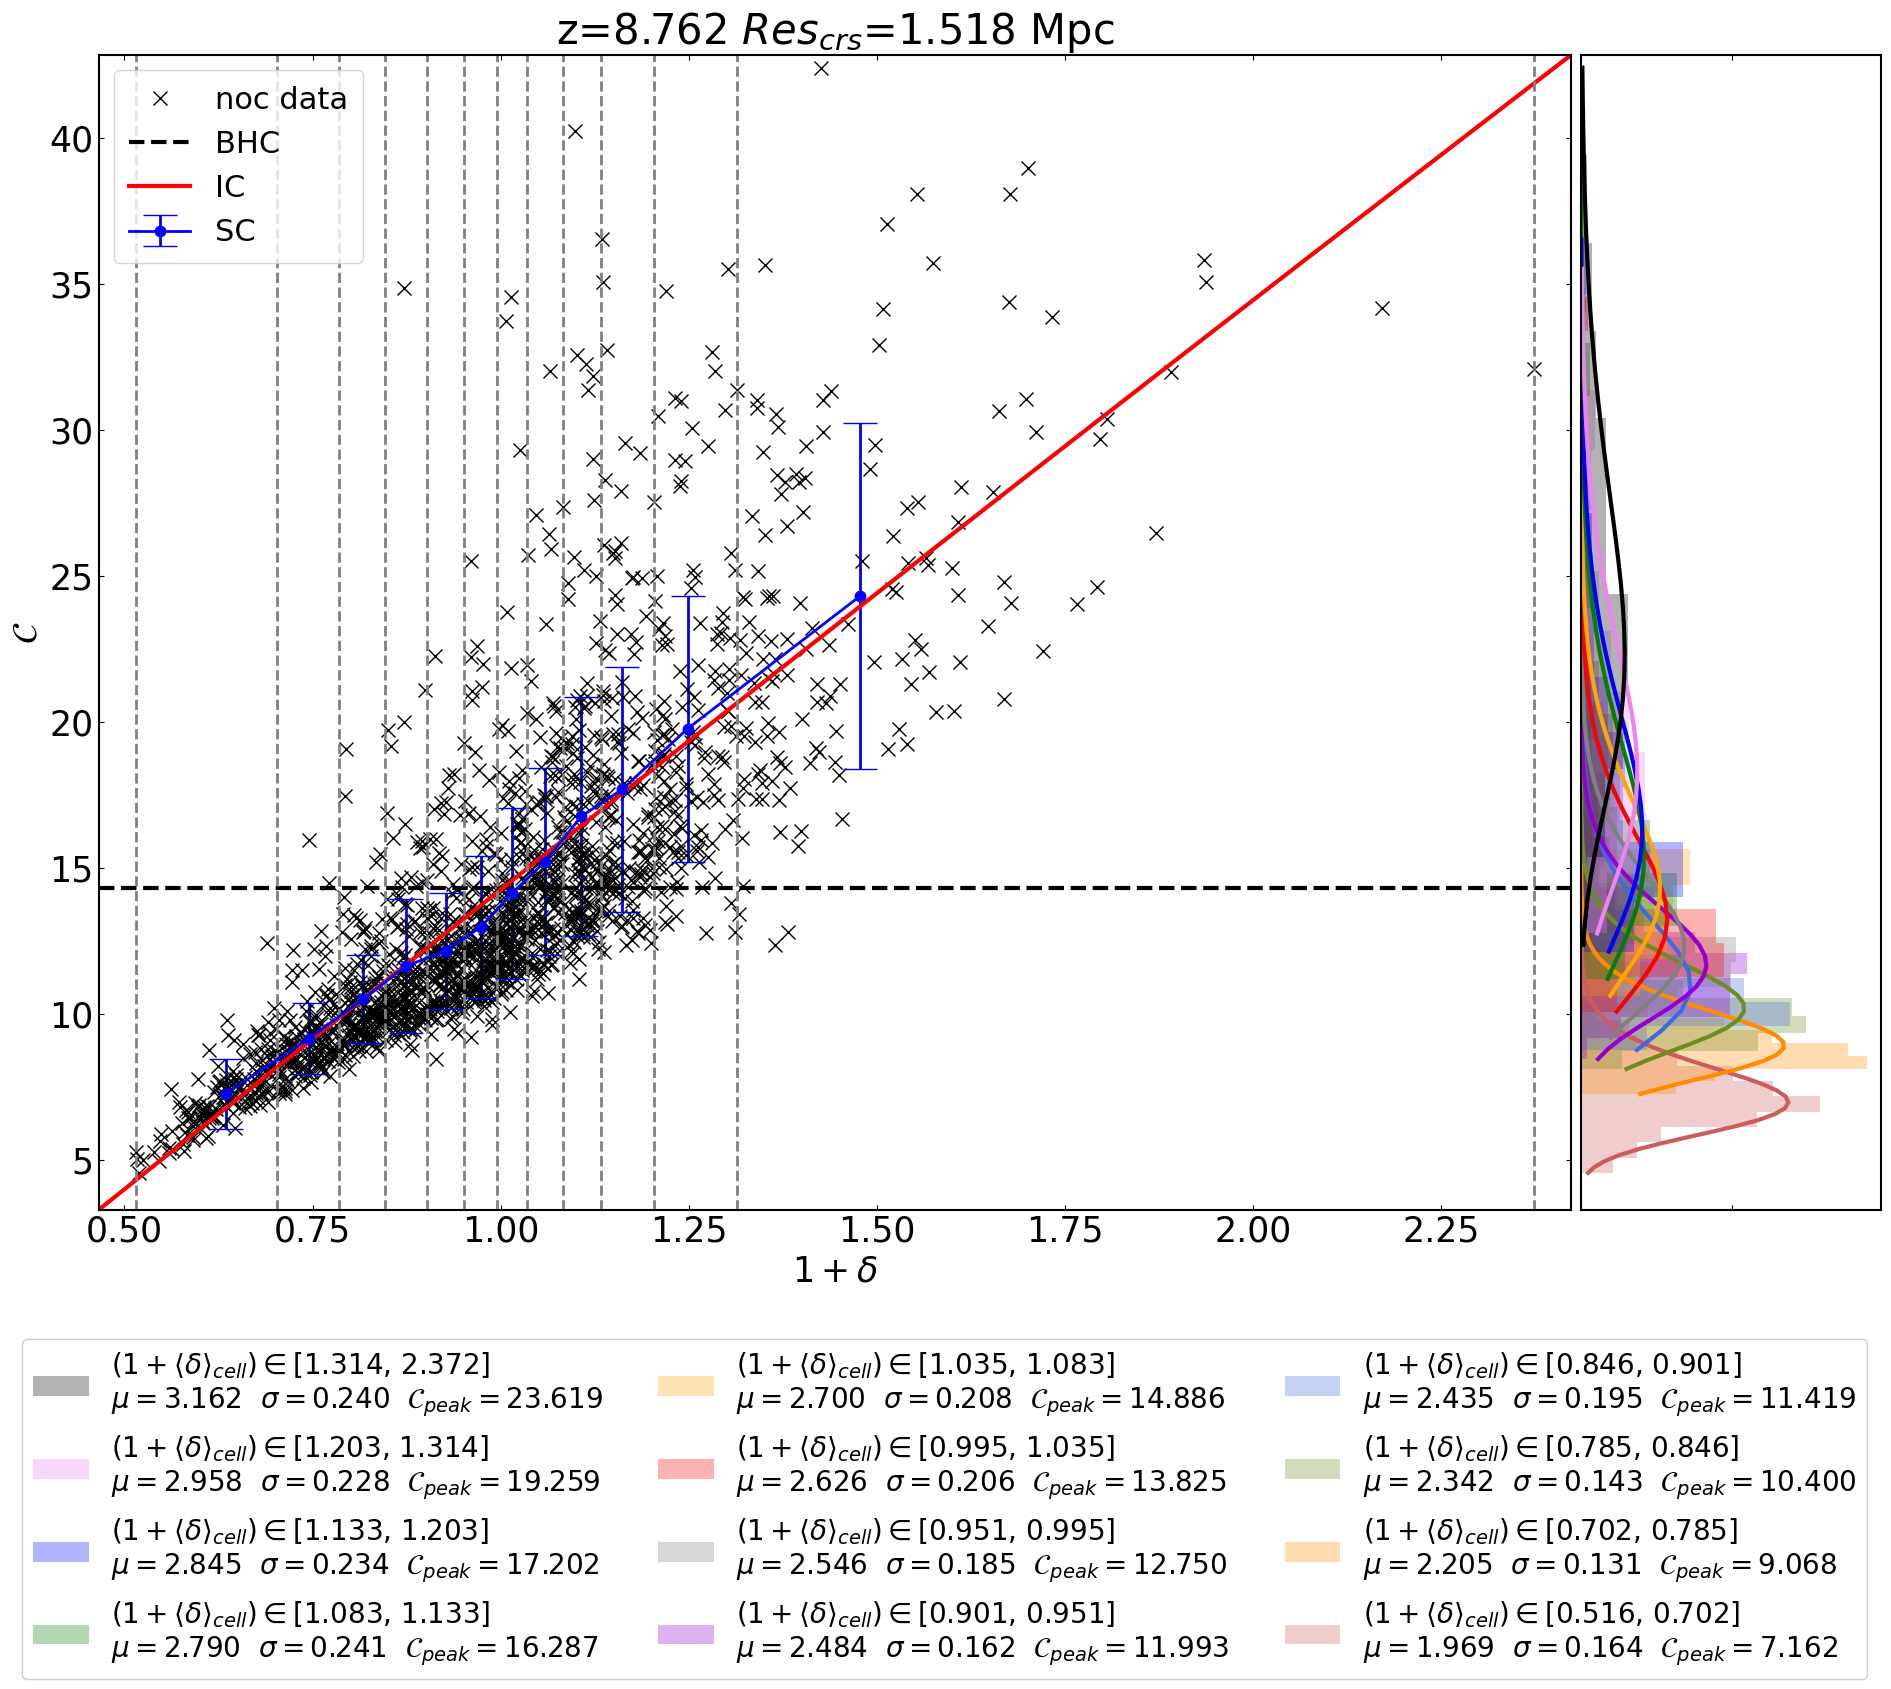 z=8.762 Res_crs=1.518 Mpc
noc data
BHC
IC
SC
40
35
30
25
20
15
10
5
𝒞
0.50 0.75 1.00 1.25 1.50 1.75 2.00 2.25
1 + δ
(1 + ⟨δ⟩_cell) ∈ [1.314, 2.372]
μ = 3.162 σ = 0.240 𝒞_peak = 23.619
(1 + ⟨δ⟩_cell) ∈ [1.203, 1.314]
μ = 2.958 σ = 0.228 𝒞_peak = 19.259
(1 + ⟨δ⟩_cell) ∈ [1.133, 1.203]
μ = 2.845 σ = 0.234 𝒞_peak = 17.202
(1 + ⟨δ⟩_cell) ∈ [1.083, 1.133]
μ = 2.790 σ = 0.241 𝒞_peak = 16.287
(1 + ⟨δ⟩_cell) ∈ [1.035, 1.083]
μ = 2.700 σ = 0.208 𝒞_peak = 14.886
(1 + ⟨δ⟩_cell) ∈ [0.995, 1.035]
μ = 2.626 σ = 0.206 𝒞_peak = 13.825
(1 + ⟨δ⟩_cell) ∈ [0.951, 0.995]
μ = 2.546 σ = 0.185 𝒞_peak = 12.750
(1 + ⟨δ⟩_cell) ∈ [0.901, 0.951]
μ = 2.484 σ = 0.162 𝒞_peak = 11.993
(1 + ⟨δ⟩_cell) ∈ [0.846, 0.901]
μ = 2.435 σ = 0.195 𝒞_peak = 11.419
(1 + ⟨δ⟩_cell) ∈ [0.785, 0.846]
μ = 2.342 σ = 0.143 𝒞_peak = 10.400
(1 + ⟨δ⟩_cell) ∈ [0.702, 0.785]
μ = 2.205 σ = 0.131 𝒞_peak = 9.068
(1 + ⟨δ⟩_cell) ∈ [0.516, 0.702]
μ = 1.969 σ = 0.164 𝒞_peak = 7.162